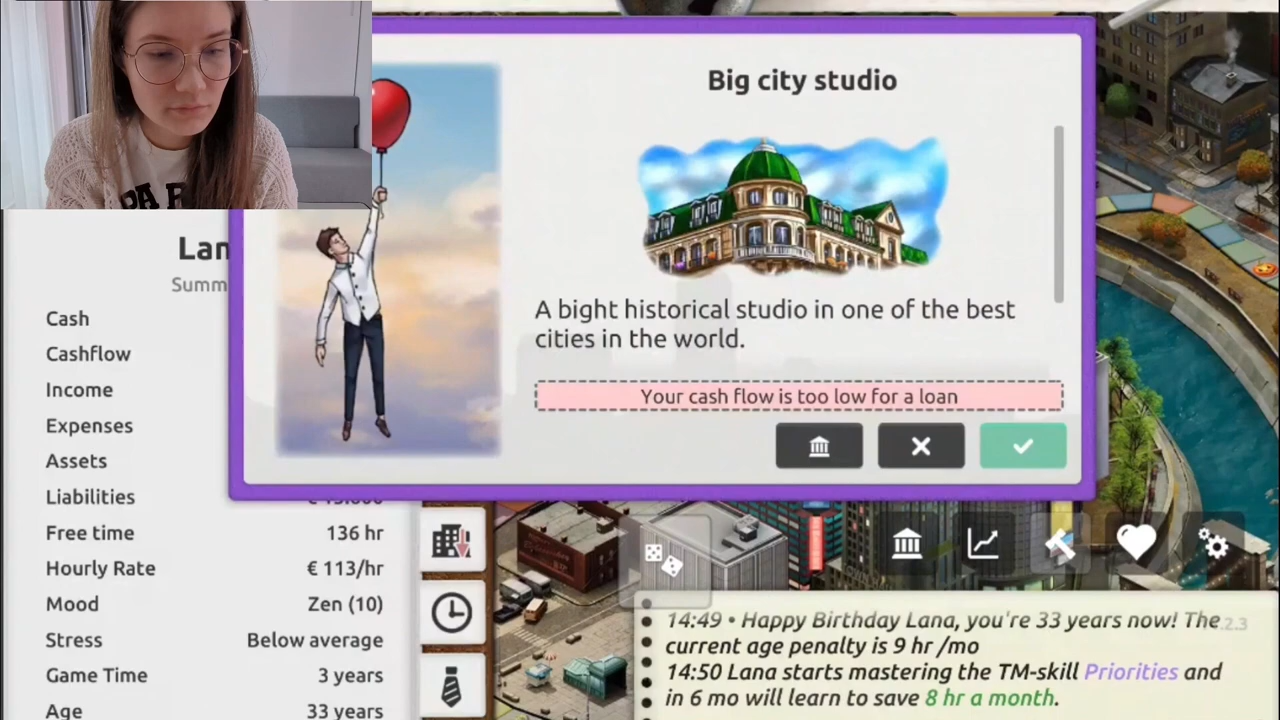 Big city studio
A bight historical studio in one of the best
cities in the world.
Your cash flow is too low for a loan
Summ
Cash
Cashflow
Income
Expenses
Assets
Liabilities
Free time 136 hr
Hourly Rate € 113/hr
Mood Zen (10)
Stress Below average
Game Time 3 years
Age 33 years
14:49 • Happy Birthday Lana, you're 33 years now! The
current age penalty is 9 hr /mo
14:50 Lana starts mastering the TM-skill Priorities and
in 6 mo will learn to save 8 hr a month.